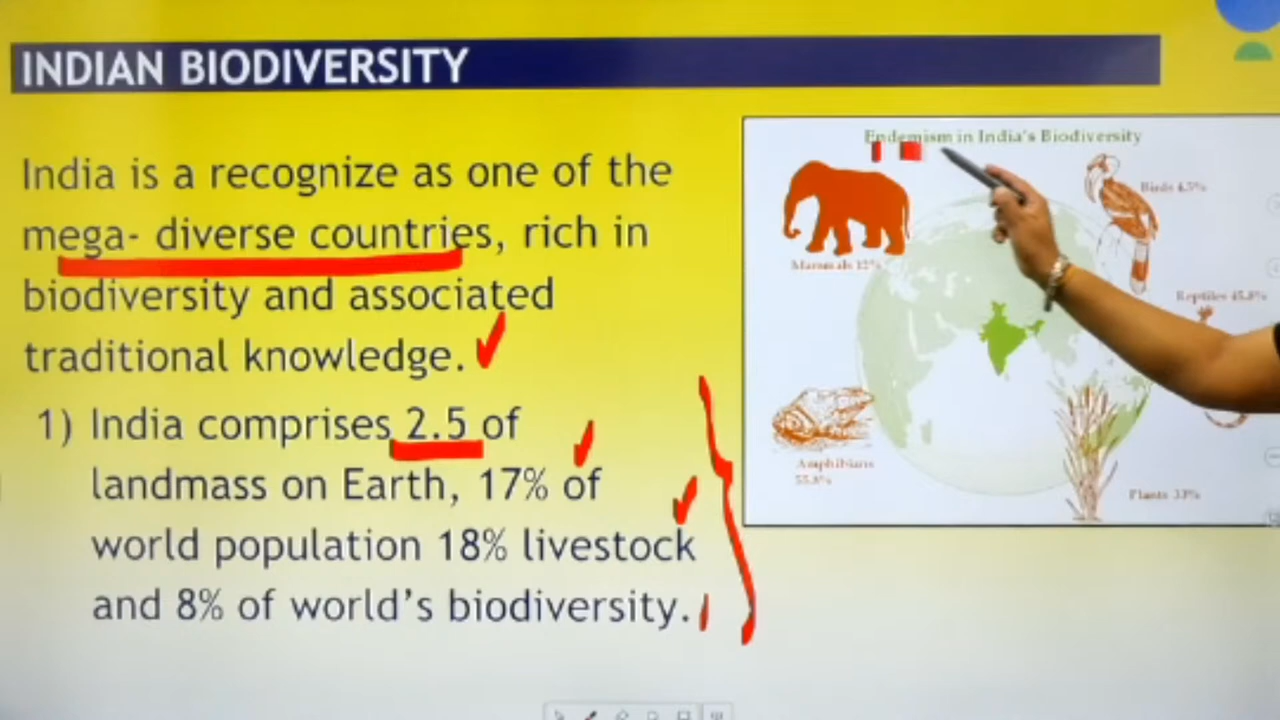 INDIAN BIODIVERSITY
India is a recognize as one of the
mega- diverse countries, rich in
biodiversity and associated
traditional knowledge.
1) India comprises 2.5 of
landmass on Earth, 17% of
world population 18% livestock
and 8% of world's biodiversity.
Endemism in India's Biodiversity
Birds 4.5%
Mammals 12%
Reptiles 45.8%
Amphibians
55.8%
Plants 33%